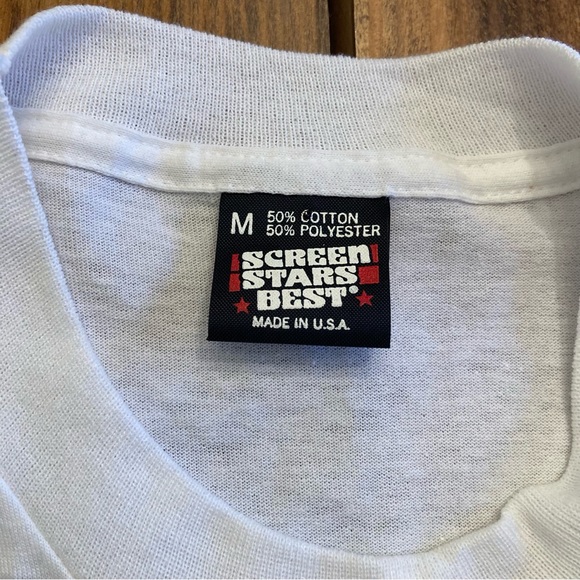 M 50% COTTON
50% POLYESTER
SCREEN
STARS
BEST®
MADE IN U.S.A.